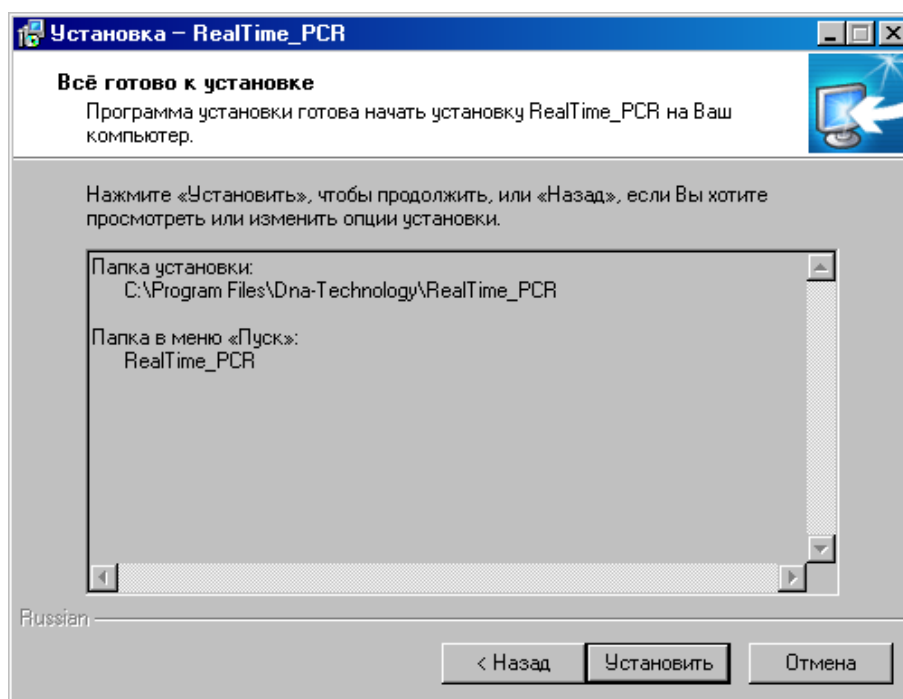 Установка – RealTime_PCR
Всё готово к установке
Программа установки готова начать установку RealTime_PCR на Ваш
компьютер.
Нажмите «Установить», чтобы продолжить, или «Назад», если Вы хотите
просмотреть или изменить опции установки.
Папка установки:
C:\Program Files\Dna-Technology\RealTime_PCR
Папка в меню «Пуск»:
RealTime_PCR
Russian
< Назад
Установить
Отмена